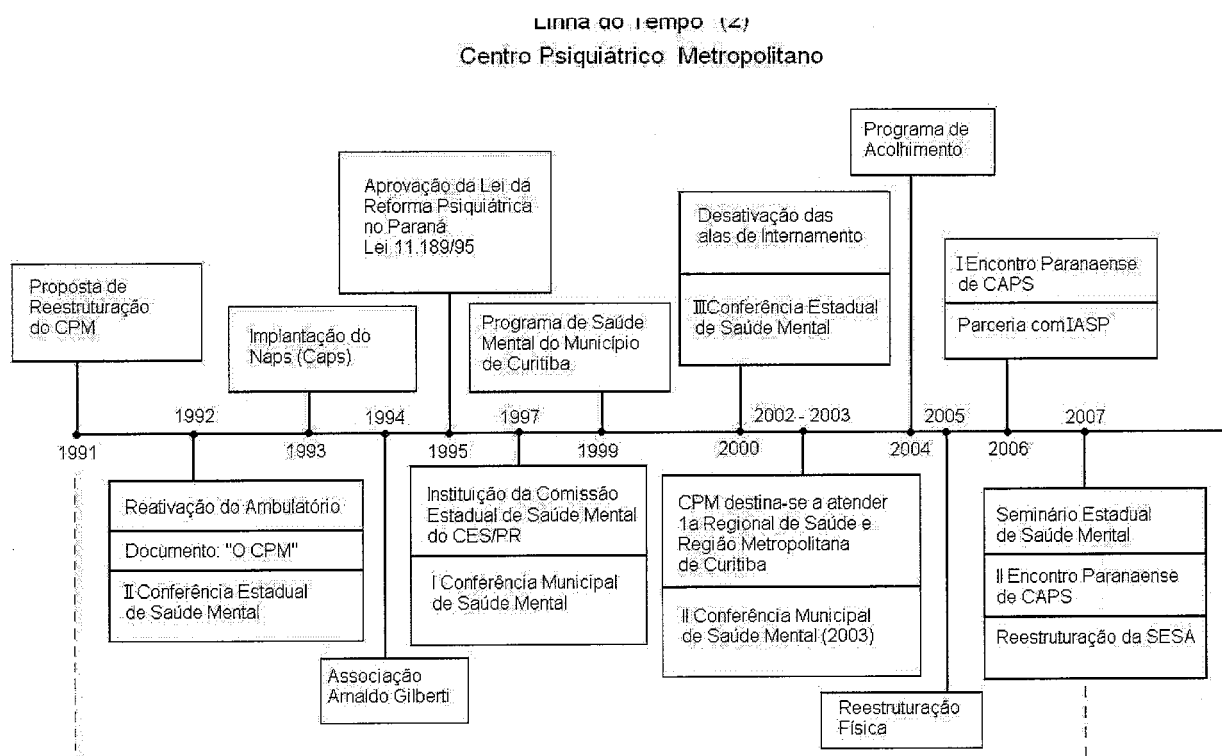 Linha do Tempo (2)
Centro Psiquiátrico Metropolitano
Programa de
Acolhimento
Aprovação da Lei da
Reforma Psiquiátrica
no Paraná
Lei 11.189/95
Desativação das
alas de Internamento
III Conferência Estadual
de Saúde Mental
I Encontro Paranaense
de CAPS
Parceria com IASP
Proposta de
Reestruturação
do CPM
Implantação do
Naps (Caps)
Programa de Saúde
Mental do Município
de Curitiba
1992
1994
1997
2002 - 2003
2005
2007
1991
1993
1995
1999
2000
2004
2006
Reativação do Ambulatório
Documento: "O CPM"
II Conferência Estadual
de Saúde Mental
Instituição da Comissão
Estadual de Saúde Mental
do CES/PR
I Conferência Municipal
de Saúde Mental
CPM destina-se a atender
1a Regional de Saúde e
Região Metropolitana
de Curitiba
II Conferência Municipal
de Saúde Mental (2003)
Seminário Estadual
de Saúde Mental
II Encontro Paranaense
de CAPS
Reestruturação da SESA
Associação
Arnaldo Gilberti
Reestruturação
Física